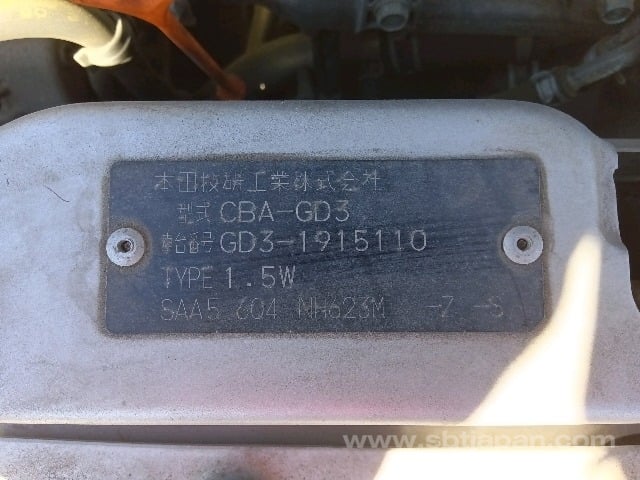 本田技研工業株式会社
型式 CBA-GD3
車台番号 GD3-1915110
TYPE 1.5W
SAA5 604 NH623M -Z -S
www.sbtjapan.com